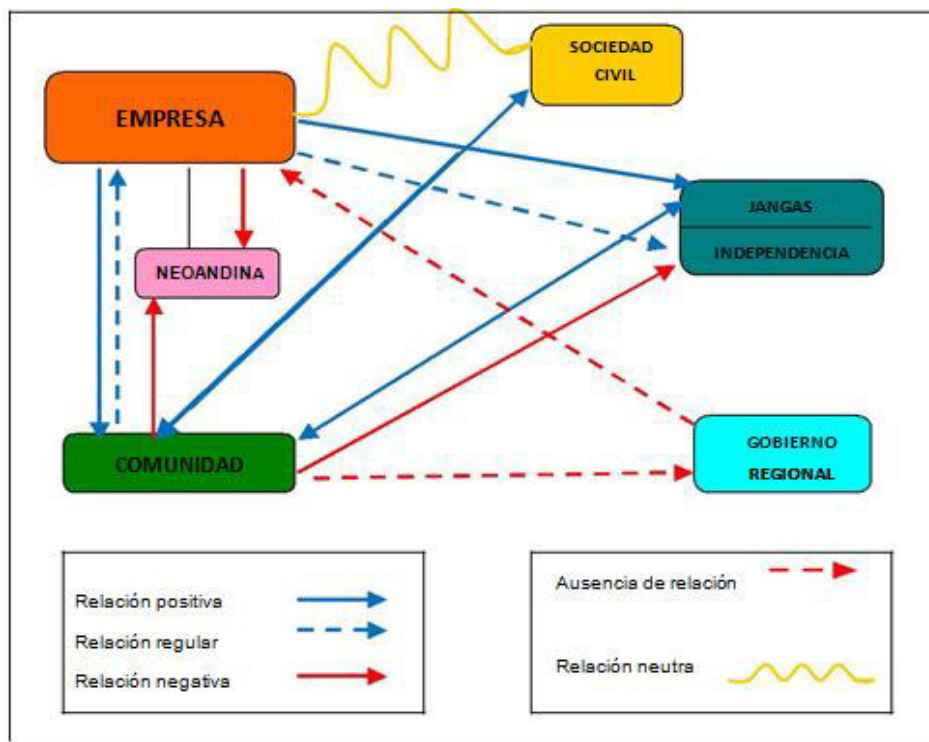 SOCIEDAD
CIVIL
EMPRESA
JANGAS
INDEPENDENCIA
NEOANDINA
COMUNIDAD
GOBIERNO
REGIONAL
Relación positiva
Relación regular
Relación negativa
Ausencia de relación
Relación neutra